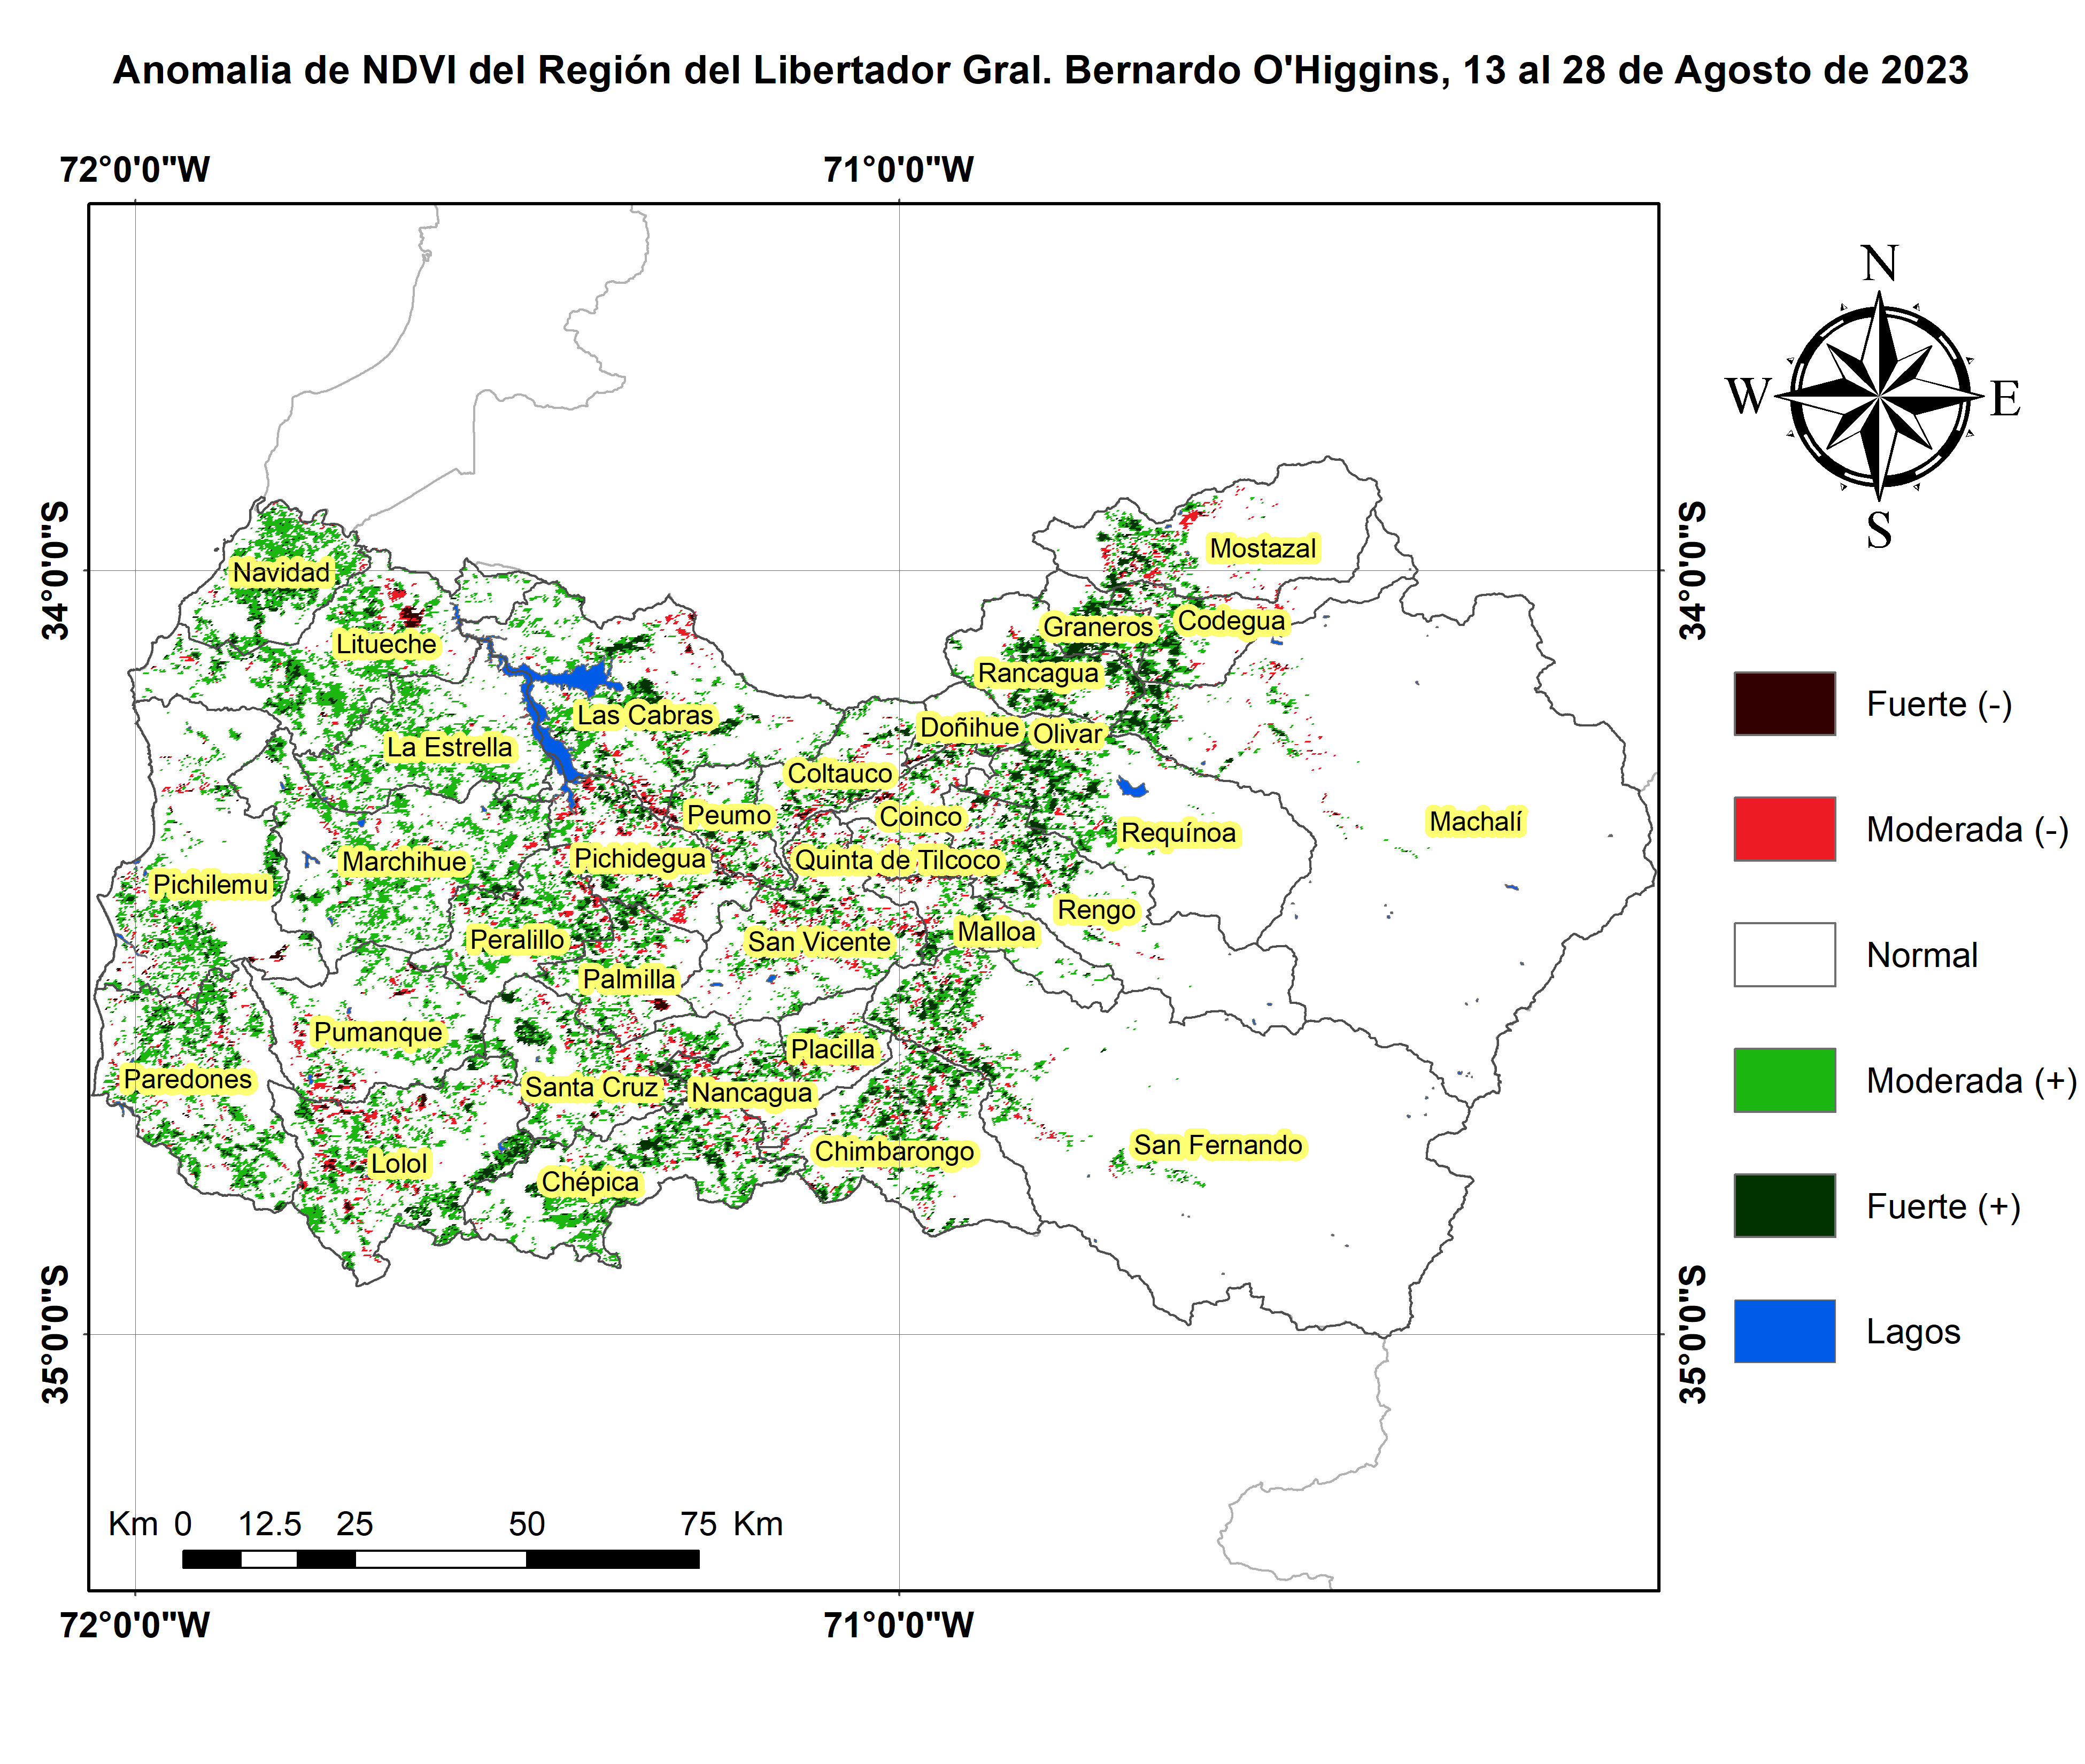 Anomalia de NDVI del Región del Libertador Gral. Bernardo O'Higgins, 13 al 28 de Agosto de 2023
72°0'0"W
71°0'0"W
N
W
E
S
34°0'0"S
34°0'0"S
Mostazal
Navidad
Codegua
Graneros
Litueche
Rancagua
Las Cabras
Doñihue
Olivar
La Estrella
Coltauco
Peumo
Coinco
Machalí
Requínoa
Marchihue
Pichidegua
Quinta de Tilcoco
Pichilemu
Rengo
Malloa
Peralillo
San Vicente
Palmilla
Pumanque
Placilla
Paredones
Santa Cruz
Nancagua
San Fernando
Chimbarongo
Lolol
Chépica
35°0'0"S
35°0'0"S
Fuerte (-)
Moderada (-)
Normal
Moderada (+)
Fuerte (+)
Lagos
Km 0 12.5 25 50 75 Km
72°0'0"W
71°0'0"W